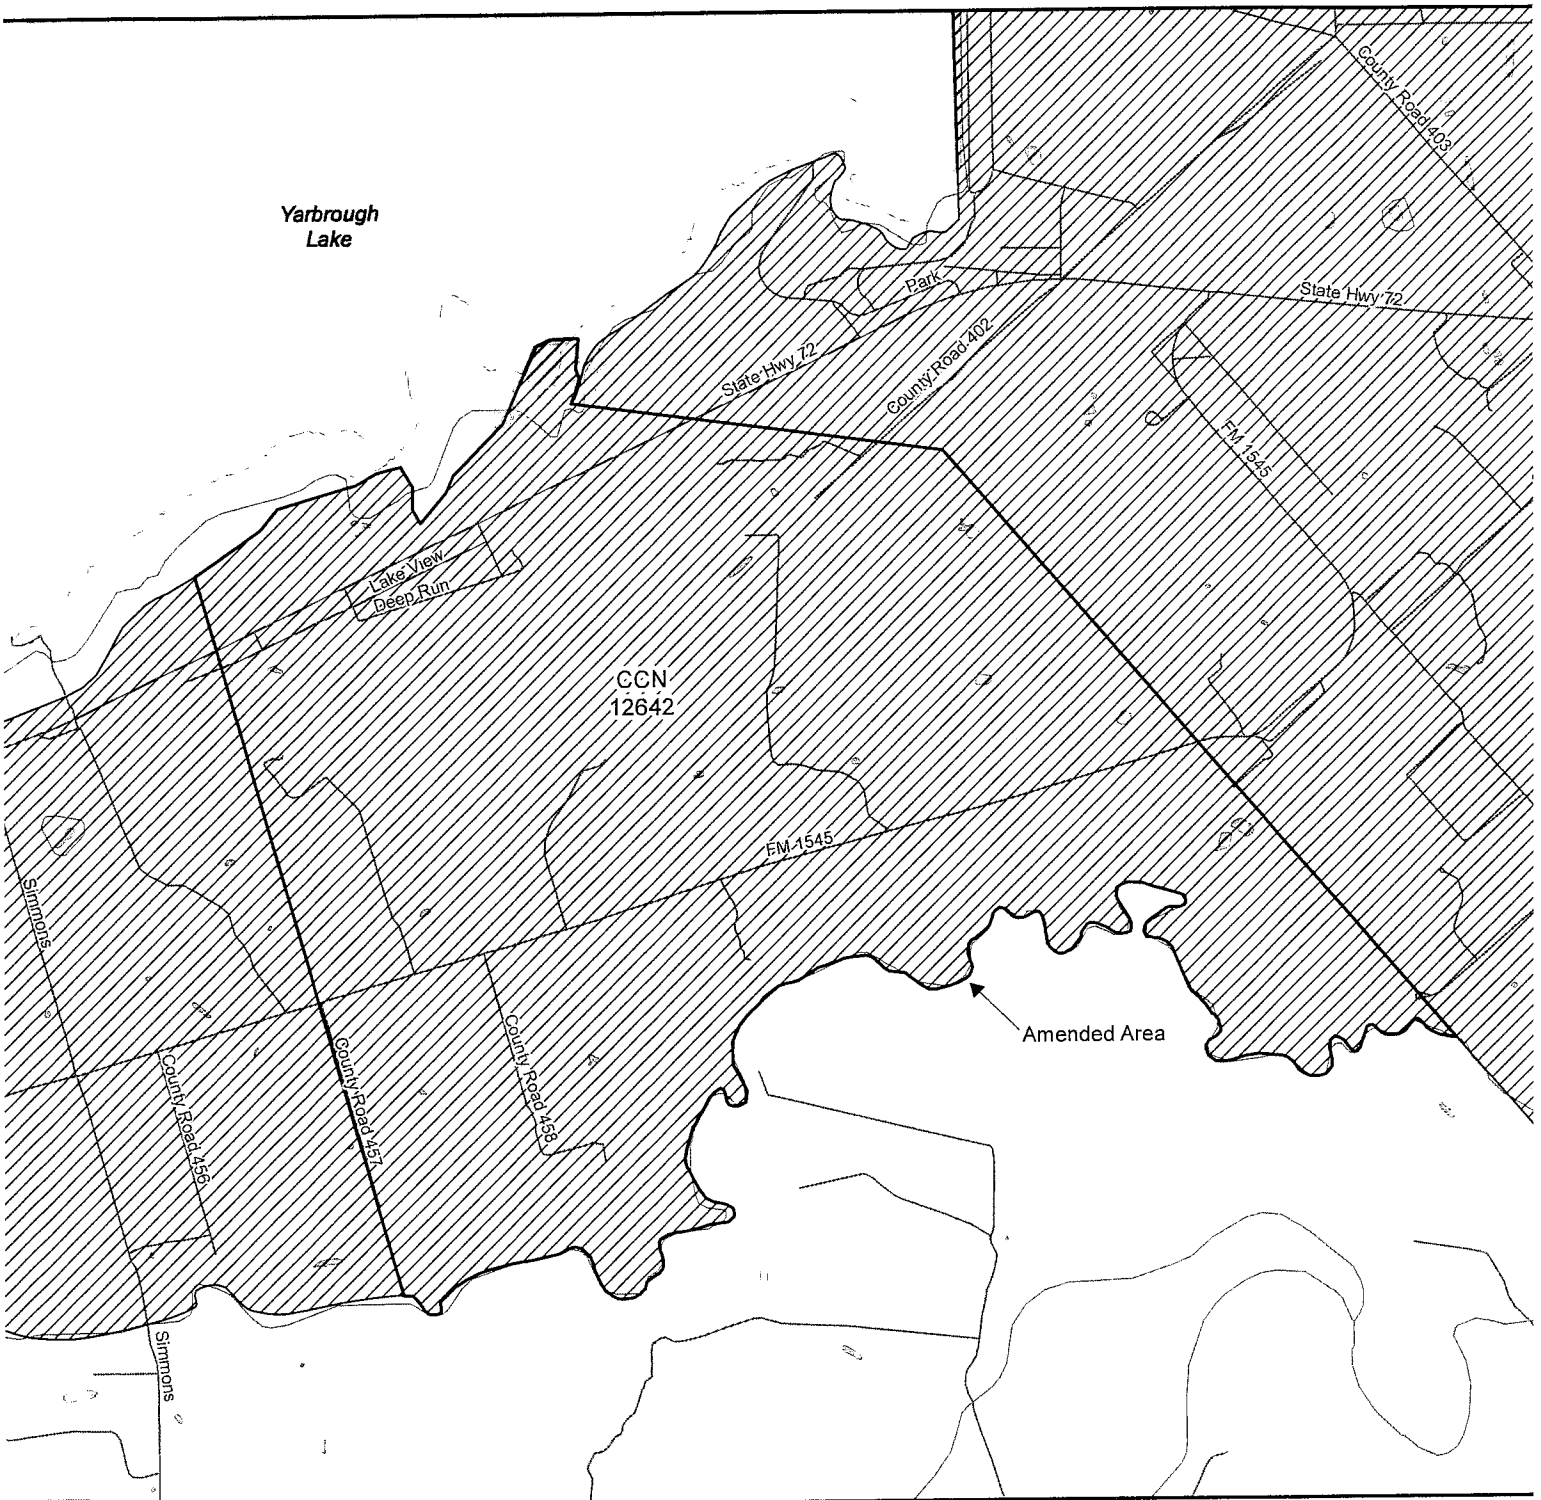 County Road 403
Yarbrough
Lake
Park
State Hwy 72
State Hwy 72
County Road 402
FM 1545
Lake View
Deep Run
CCN
12642
FM 1545
Simmons
Amended Area
County Road 458
County Road 457
County Road 456
Simmons